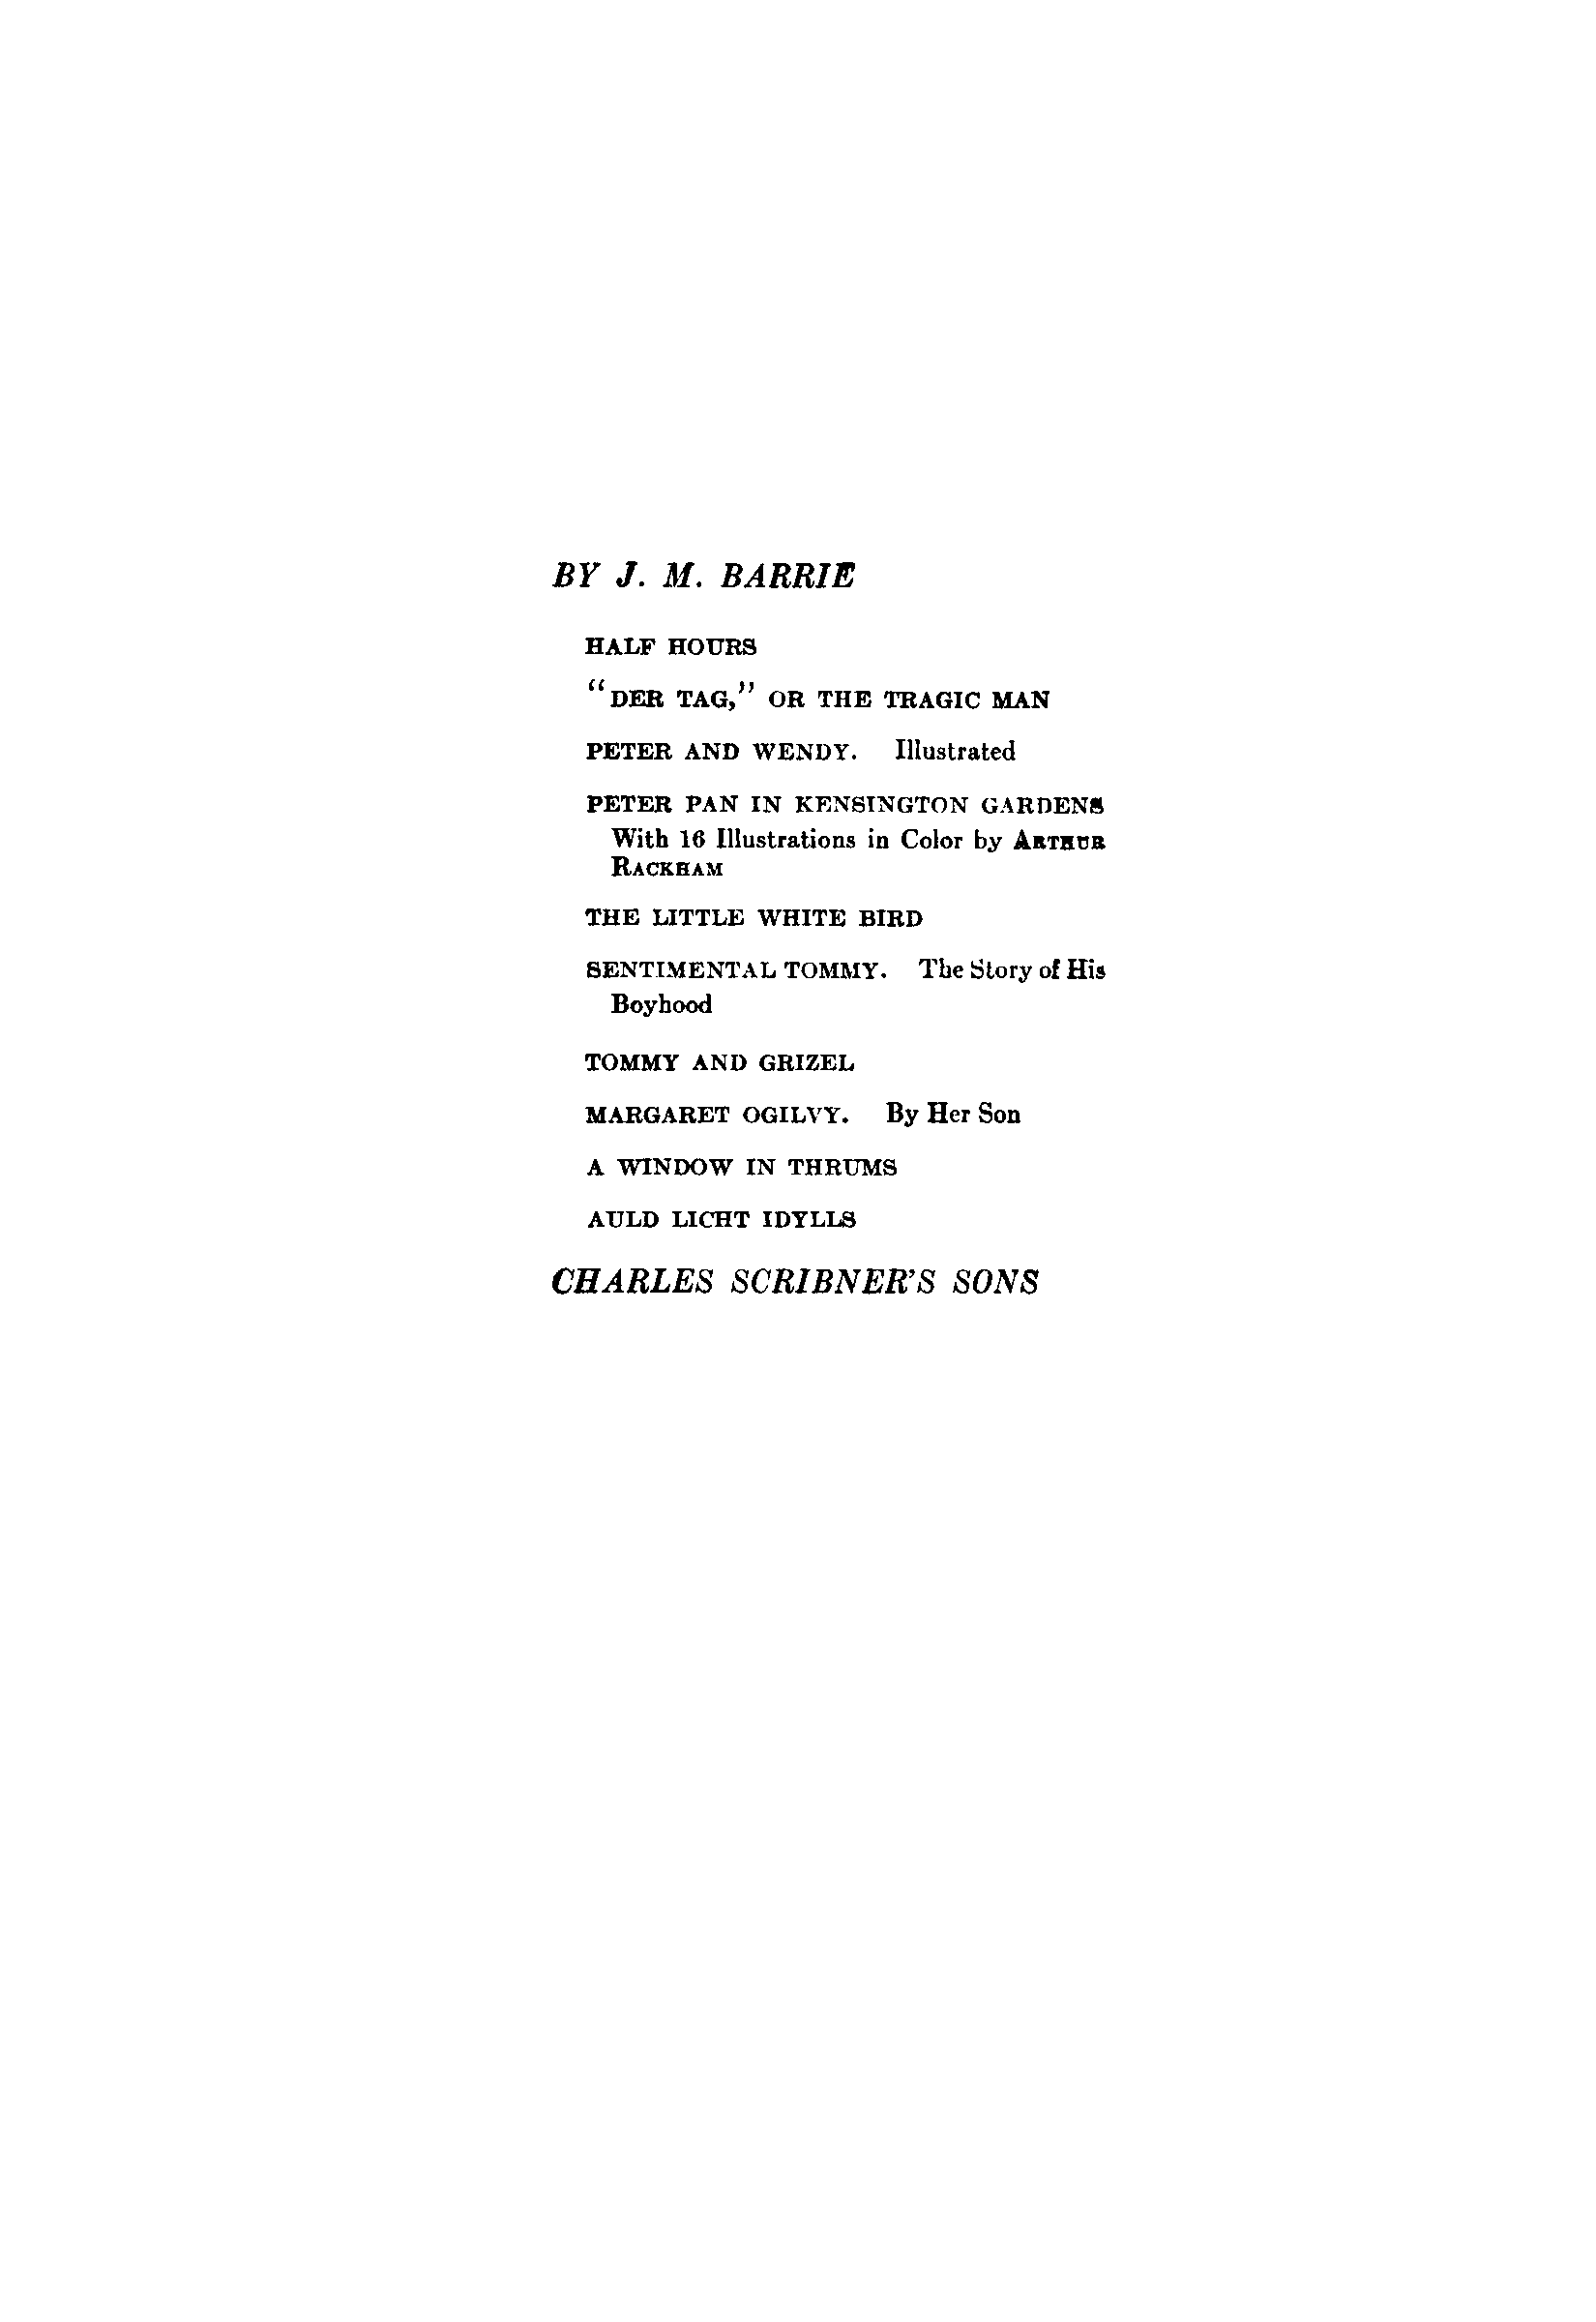 BY J. M. BARRIE
HALF HOURS
“DER TAG,” OR THE TRAGIC MAN
PETER AND WENDY. Illustrated
PETER PAN IN KENSINGTON GARDENS
With 16 Illustrations in Color by ARTHUR
RACKHAM
THE LITTLE WHITE BIRD
SENTIMENTAL TOMMY. The Story of His
Boyhood
TOMMY AND GRIZEL
MARGARET OGILVY. By Her Son
A WINDOW IN THRUMS
AULD LICHT IDYLLS
CHARLES SCRIBNER’S SONS